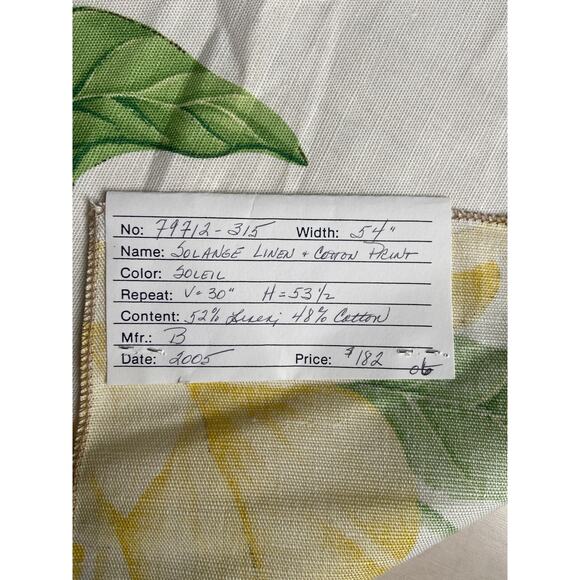 No: 79712-315 Width: 54"
Name: Solange Linen + Cotton Print
Color: Soleil
Repeat: V= 30" H= 53 1/2
Content: 52% Linen; 48% Cotton
Mfr.: B
Date: 2005 Price: $182
06